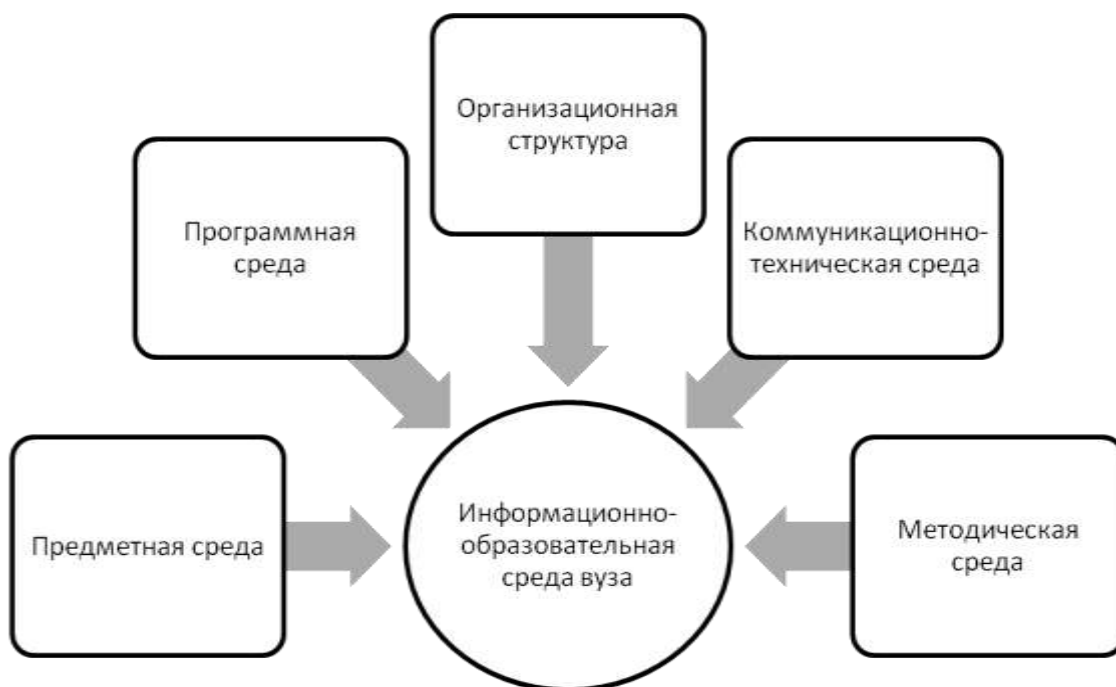 Организационная
структура
Программная
среда
Коммуникационно-
техническая среда
Предметная среда
Информационно-
образовательная
среда вуза
Методическая
среда